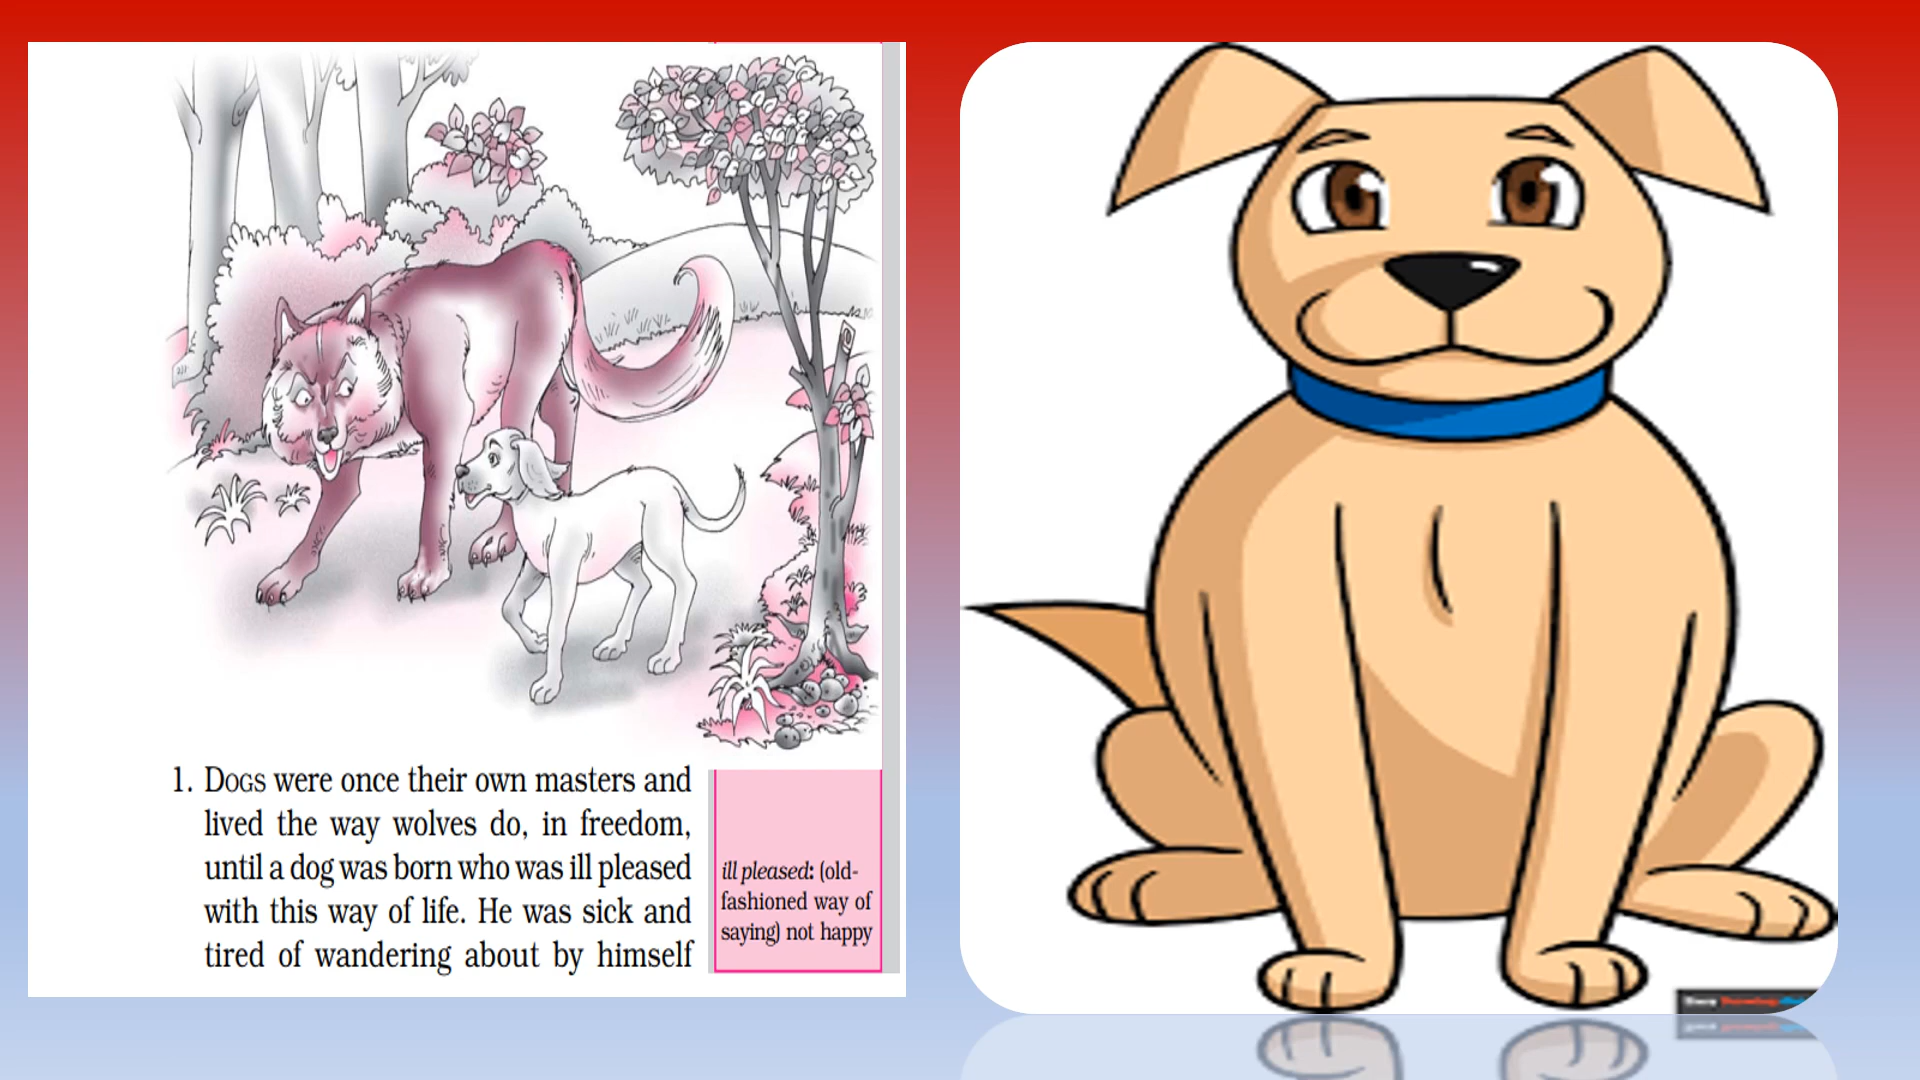 1. DOGS were once their own masters and
lived the way wolves do, in freedom,
until a dog was born who was ill pleased
with this way of life. He was sick and
tired of wandering about by himself
ill pleased: (old-
fashioned way of
saying) not happy